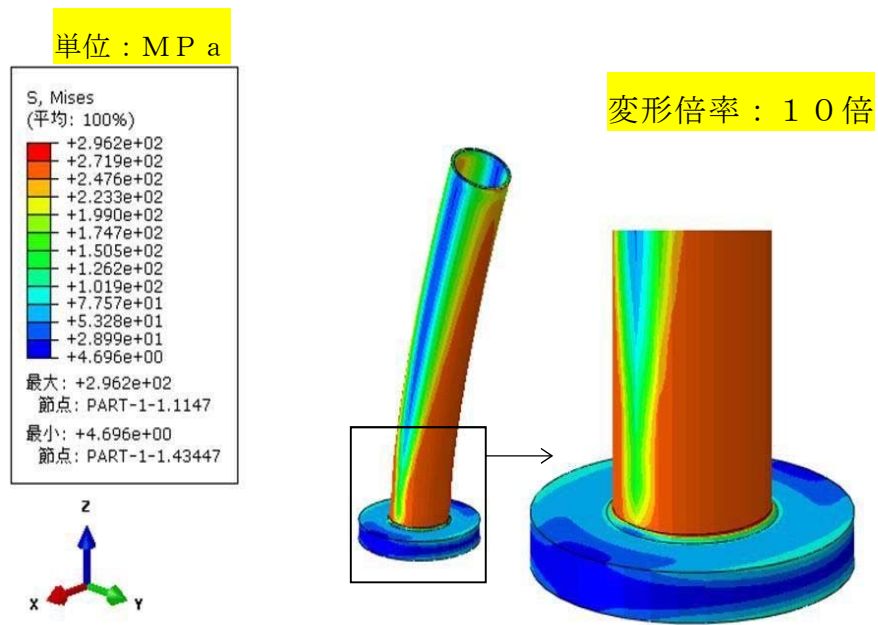 単位：ＭＰａ
変形倍率：１０倍
S, Mises
(平均: 100%)
+2.962e+02
+2.719e+02
+2.476e+02
+2.233e+02
+1.990e+02
+1.747e+02
+1.505e+02
+1.262e+02
+1.019e+02
+7.757e+01
+5.328e+01
+2.899e+01
+4.696e+00
最大: +2.962e+02
節点: PART-1-1.1147
最小: +4.696e+00
節点: PART-1-1.43447
Z
X
Y